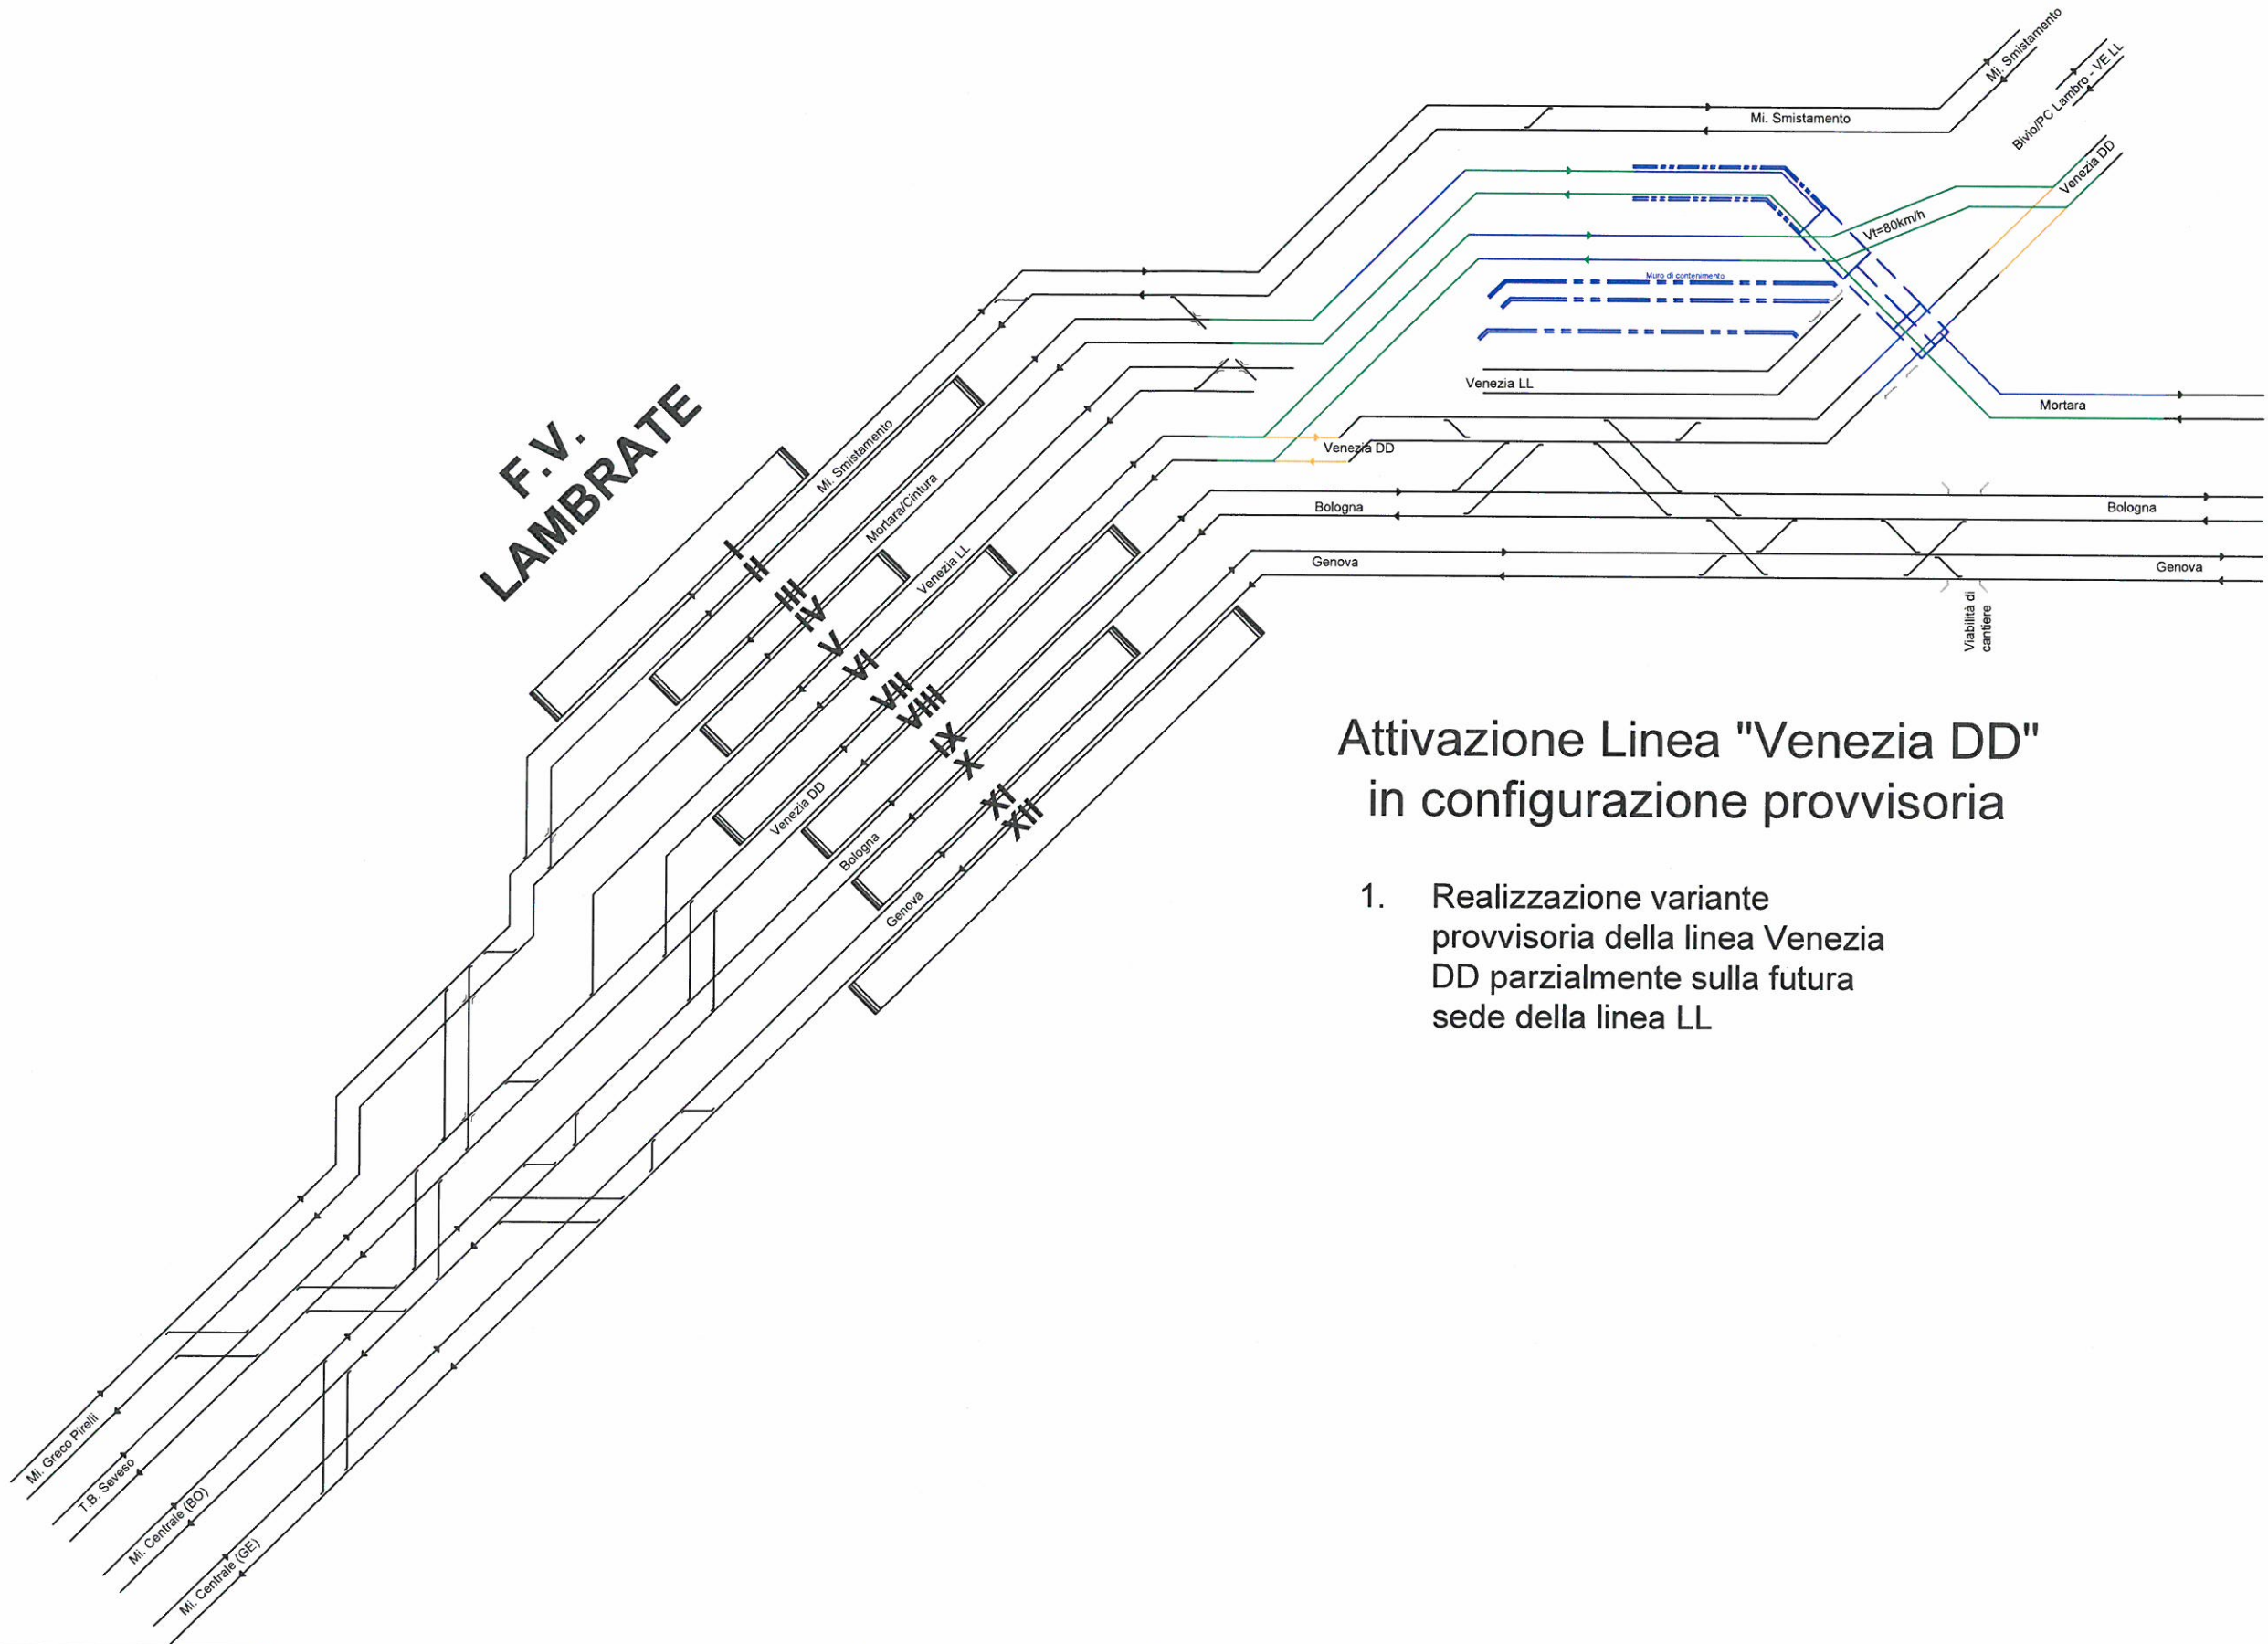 Mi. Smistamento
Bivio/PC Lambro - VE LL
Mi. Smistamento
Venezia DD
Vt=80km/h
Muro di contenimento
Venezia LL
Mortara
Venezia DD
Bologna
Bologna
Genova
Genova
Viabilità di
cantiere
F.V.
LAMBRATE
Mi. Smistamento
Mortara/Cintura
Venezia LL
I
II
III
IV
V
VI
VII
VIII
IX
X
XI
XII
Venezia DD
Bologna
Genova
Attivazione Linea "Venezia DD"
in configurazione provvisoria
1. Realizzazione variante
provvisoria della linea Venezia
DD parzialmente sulla futura
sede della linea LL
Mi. Greco Pirelli
T.B. Seveso
Mi. Centrale (BO)
Mi. Centrale (GE)